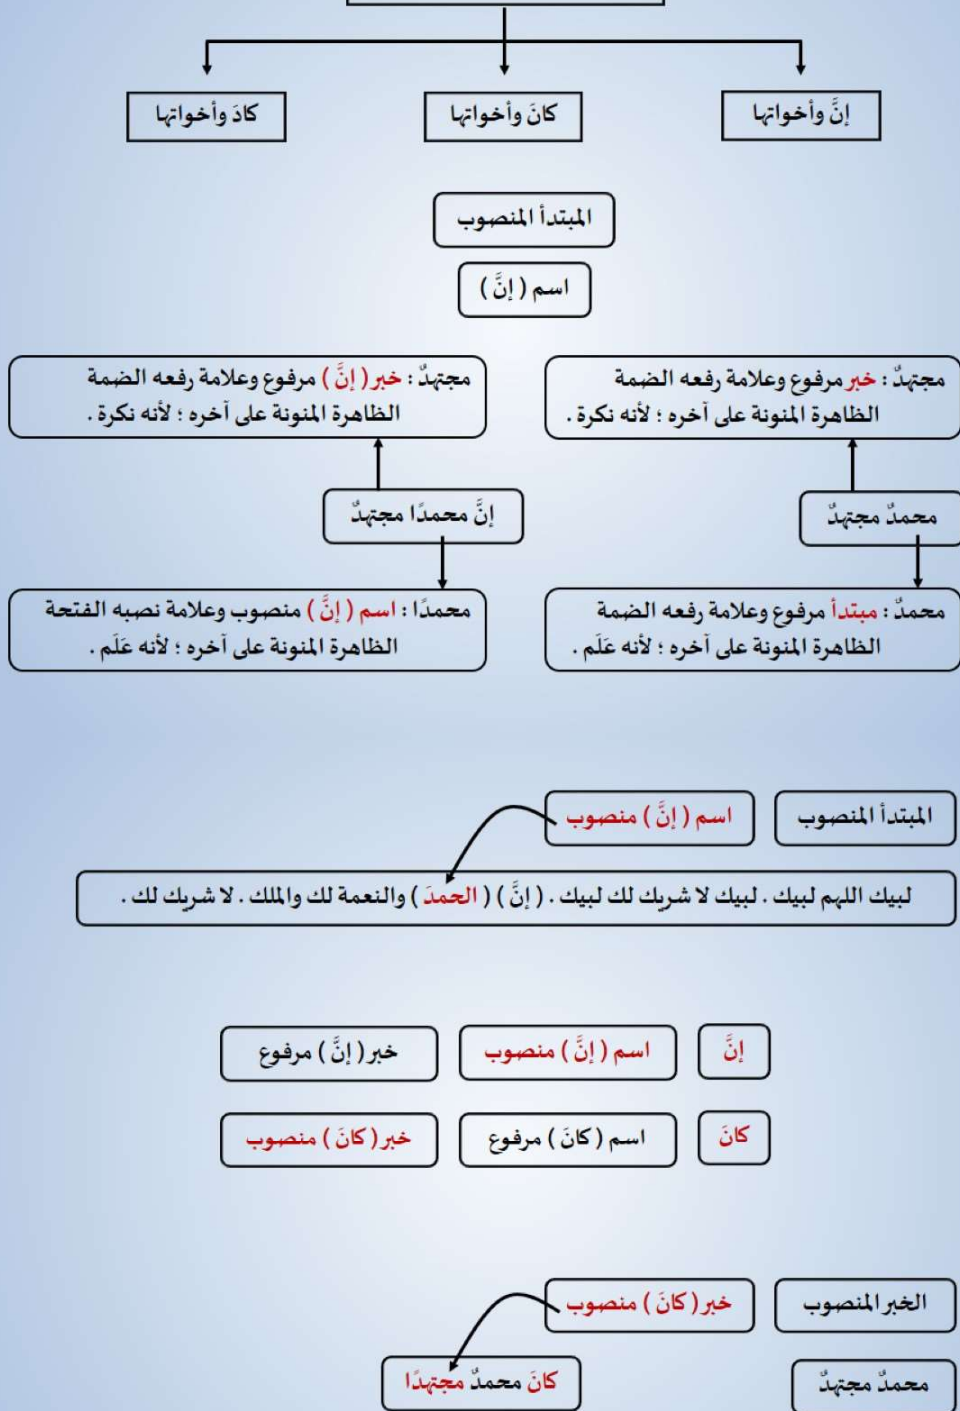 إنَّ وأخواتها
كانَ وأخواتها
كادَ وأخواتها
المبتدأ المنصوب
اسم ( إنَّ )
مجتهدٌ : خبر مرفوع وعلامة رفعه الضمة
الظاهرة المنونة على آخره ؛ لأنه نكرة .
مجتهدٌ : خبر ( إنَّ ) مرفوع وعلامة رفعه الضمة
الظاهرة المنونة على آخره ؛ لأنه نكرة .
محمدٌ مجتهدٌ
إنَّ محمدًا مجتهدٌ
محمدٌ : مبتدأ مرفوع وعلامة رفعه الضمة
الظاهرة المنونة على آخره ؛ لأنه عَلَم .
محمدًا : اسم ( إنَّ ) منصوب وعلامة نصبه الفتحة
الظاهرة المنونة على آخره ؛ لأنه عَلَم .
المبتدأ المنصوب
اسم ( إنَّ ) منصوب
لبيك اللهم لبيك . لبيك لا شريك لك لبيك . ( إنَّ ) ( الحمدَ ) والنعمة لك والملك . لا شريك لك .
إنَّ
اسم ( إنَّ ) منصوب
خبر ( إنَّ ) مرفوع
كانَ
اسم ( كانَ ) مرفوع
خبر ( كانَ ) منصوب
الخبر المنصوب
خبر ( كانَ ) منصوب
محمدٌ مجتهدٌ
كانَ محمدٌ مجتهدًا